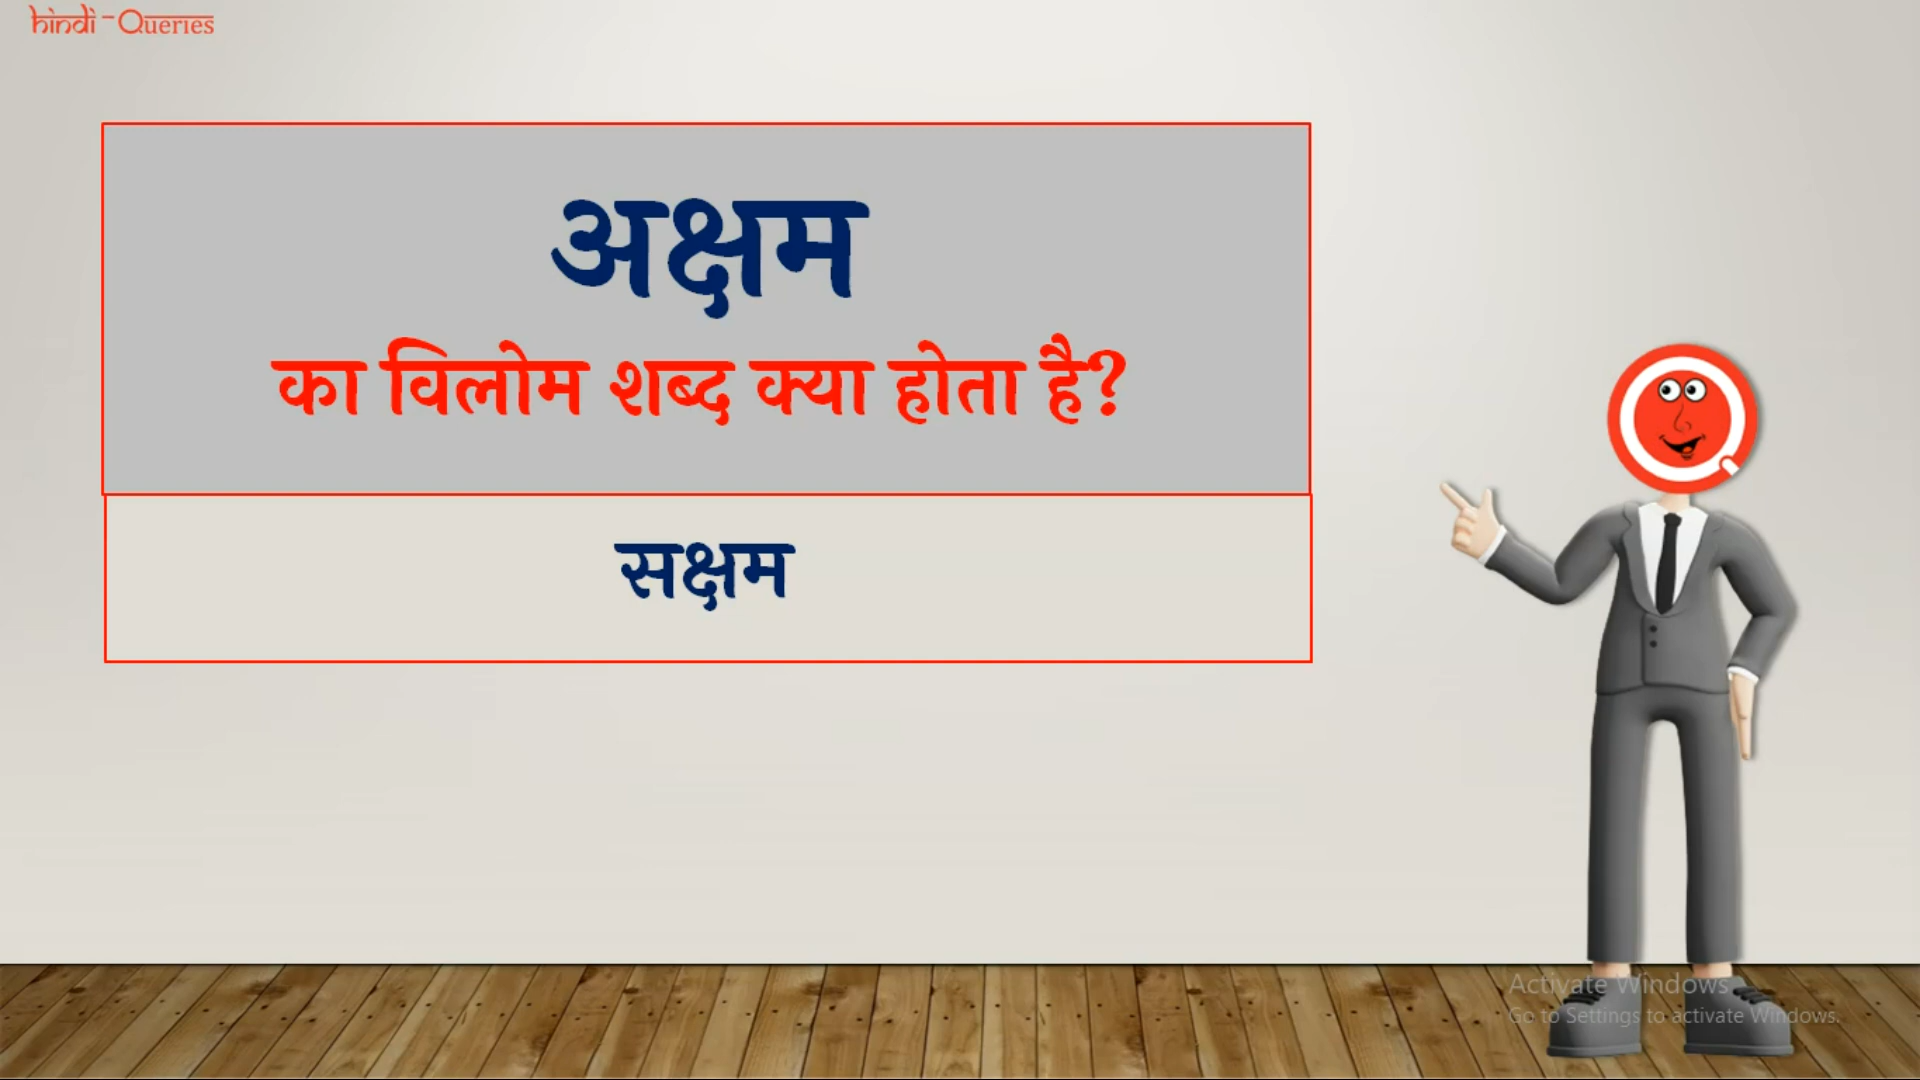 hindi-Queries
अक्षम
का विलोम शब्द क्या होता है?
सक्षम
Activate Windows
Go to Settings to activate Windows.